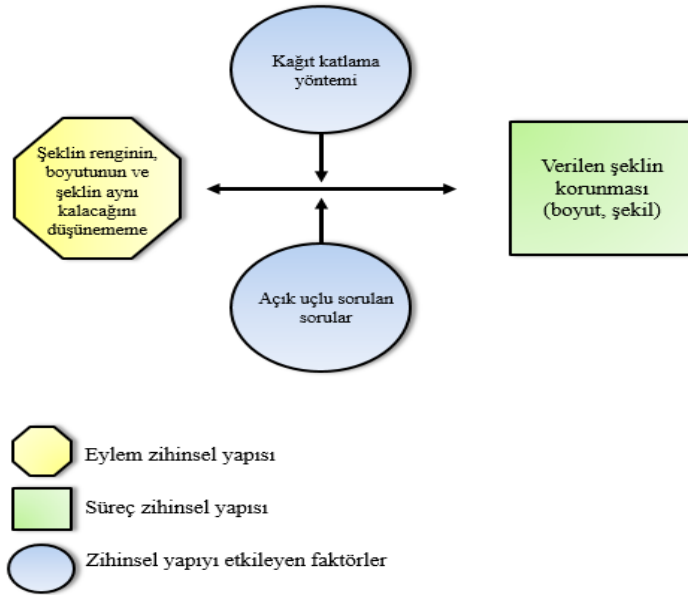 Kağıt katlama
yöntemi
Şeklin renginin,
boyutunun ve
şeklin aynı
kalacağını
düşünememe
Verilen şeklin
korunması
(boyut, şekil)
Açık uçlu sorulan
sorular
Eylem zihinsel yapısı
Süreç zihinsel yapısı
Zihinsel yapıyı etkileyen faktörler